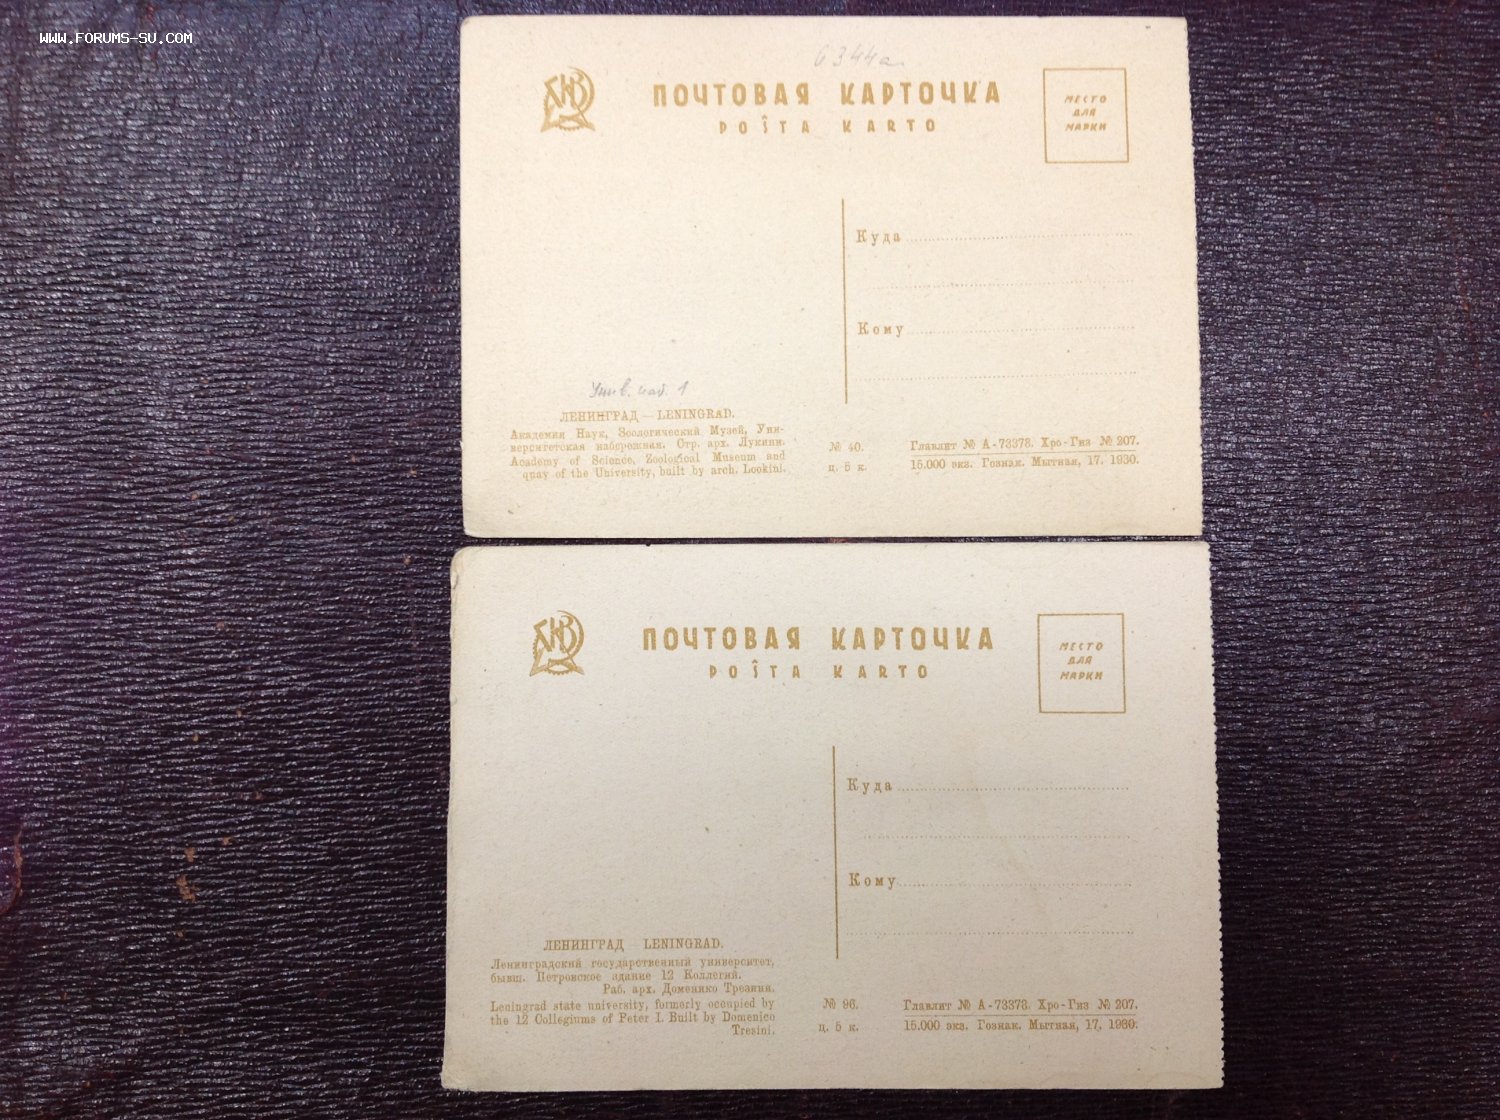 WWW.FORUMS-SU.COM
6344а
ПОЧТОВАЯ КАРТОЧКА
POŜTA KARTO
МЕСТО
ДЛЯ
МАРКИ
Куда
Кому
Унив. наб. 1
ЛЕНИНГРАД — LENINGRAD.
Академия Наук, Зоологический Музей, Уни-
верситетская набережная. Стр. арх. Лукини.
Academy of Science, Zoological Museum and
quay of the University, built by arch. Lookini.
№ 40.
ц. 5 к.
Главлит № А-73378. Хро-Гиз № 207.
15.000 экз. Гознак. Мытная, 17. 1930.
ПОЧТОВАЯ КАРТОЧКА
POŜTA KARTO
МЕСТО
ДЛЯ
МАРКИ
Куда
Кому
ЛЕНИНГРАД LENINGRAD.
Ленинградский государственный университет,
бывш. Петровское здание 12 Коллегий.
Раб. арх. Доменико Трезини.
Leningrad state university, formerly occupied by
the 12 Collegiums of Peter I. Built by Domenico
Tresini.
№ 96.
ц. 5 к.
Главлит № А-73378. Хро-Гиз № 207.
15.000 экз. Гознак. Мытная, 17, 1930.